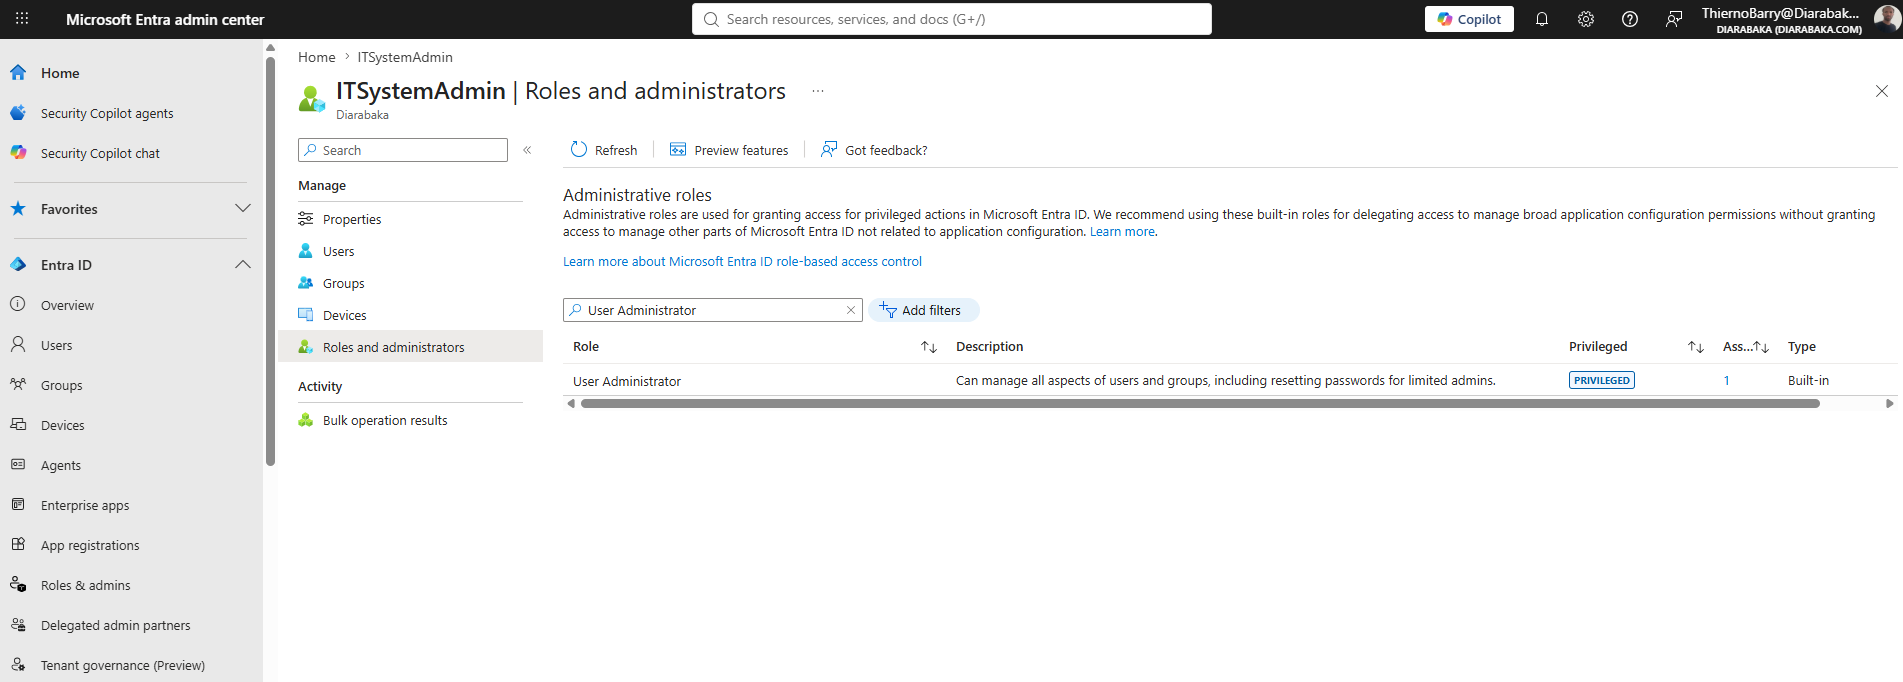 Microsoft Entra admin center
Search resources, services, and docs (G+/)
Copilot
ThiernoBarry@Diarabak...
DIARABAKA (DIARABAKA.COM)
Home
Security Copilot agents
Security Copilot chat
Favorites
Entra ID
Overview
Users
Groups
Devices
Agents
Enterprise apps
App registrations
Roles & admins
Delegated admin partners
Tenant governance (Preview)
Home > ITSystemAdmin
ITSystemAdmin | Roles and administrators ...
Diarabaka
Search
Manage
Properties
Users
Groups
Devices
Roles and administrators
Activity
Bulk operation results
Refresh
Preview features
Got feedback?
Administrative roles
Administrative roles are used for granting access for privileged actions in Microsoft Entra ID. We recommend using these built-in roles for delegating access to manage broad application configuration permissions without granting
access to manage other parts of Microsoft Entra ID not related to application configuration. Learn more.
Learn more about Microsoft Entra ID role-based access control
User Administrator
Add filters
Role Description Privileged Ass... Type
User Administrator Can manage all aspects of users and groups, including resetting passwords for limited admins. PRIVILEGED 1 Built-in